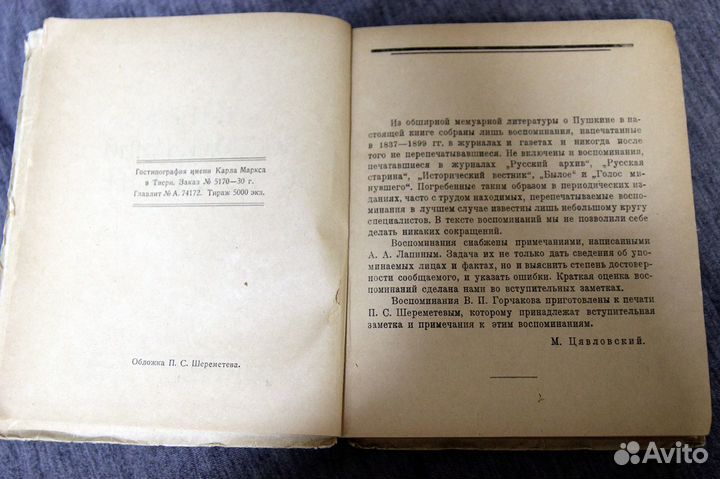 Гостипография имени Карла Маркса
в Твери. Заказ № 5170—30 г.
Главлит № А. 74172. Тираж 5000 экз.
Обложка П. С. Шереметева.
Из обширной мемуарной литературы о Пушкине в на-
стоящей книге собраны лишь воспоминания, напечатанные
в 1837—1899 гг. в журналах и газетах и никогда после
того не перепечатывавшиеся. Не включены и воспоминания,
печатавшиеся в журналах „Русский архив“, „Русская
старина“, „Исторический вестник“, „Былое“ и „Голос ми-
нувшего“. Погребенные таким образом в периодических из-
даниях, часто с трудом находимых, перепечатываемые воспо-
минания в лучшем случае известны лишь небольшому кругу
специалистов. В тексте воспоминаний мы не позволили себе
делать никаких сокращений.
Воспоминания снабжены примечаниями, написанными
А. А. Лапиным. Задача их не только дать сведения об упо-
минаемых лицах и фактах, но и выяснить степень достовер-
ности сообщаемого, и указать ошибки. Краткая оценка вос-
поминаний сделана нами во вступительных заметках.
Воспоминания В. П. Горчакова приготовлены к печати
П. С. Шереметевым, которому принадлежат вступительная
заметка и примечания к этим воспоминаниям.
М. Цявловский.
Avito